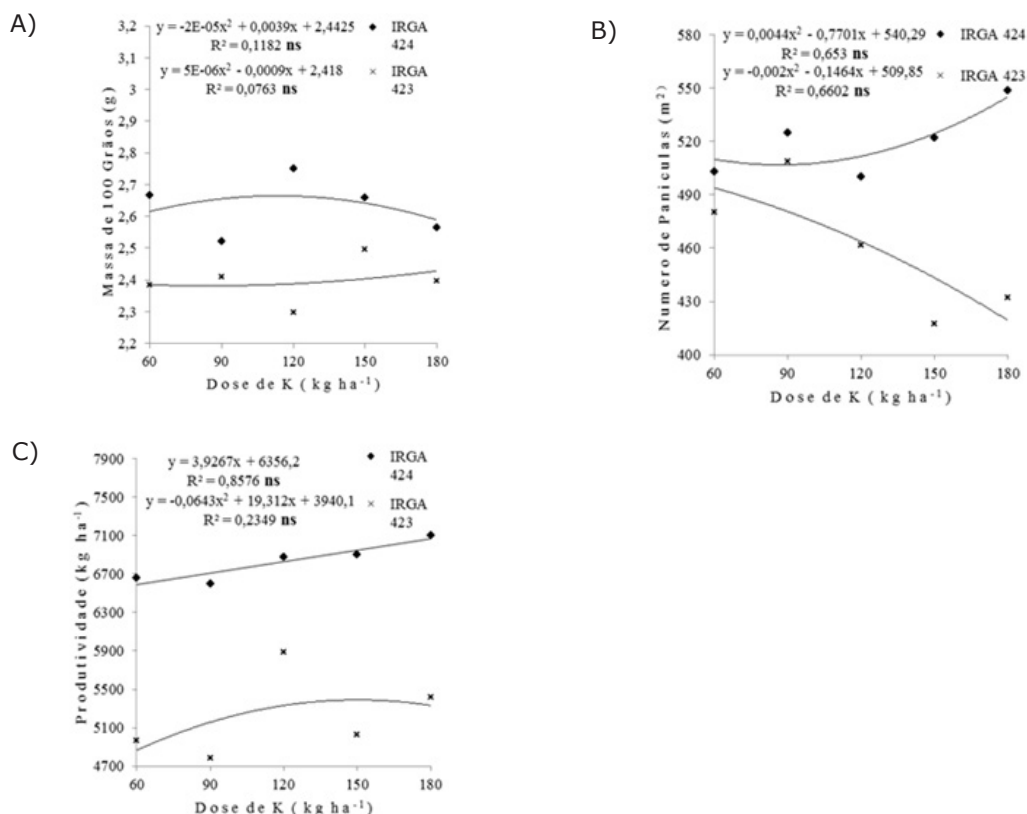 A)
y = -2E-05x² + 0,0039x + 2,4425
R² = 0,1182 ns
IRGA 424
y = 5E-06x² - 0,0009x + 2,418
R² = 0,0763 ns
IRGA 423
Massa de 100 Grãos (g)
3,2
3,1
3
2,9
2,8
2,7
2,6
2,5
2,4
2,3
2,2
60 90 120 150 180
Dose de K ( kg ha⁻¹)
B)
y = 0,0044x² - 0,7701x + 540,29
R² = 0,653 ns
IRGA 424
y = -0,002x² - 0,1464x + 509,85
R² = 0,6602 ns
IRGA 423
Numero de Paniculas (m²)
580
550
520
490
460
430
400
60 90 120 150 180
Dose de K ( kg ha⁻¹)
C)
y = 3,9267x + 6356,2
R² = 0,8576 ns
IRGA 424
y = -0,0643x² + 19,312x + 3940,1
R² = 0,2349 ns
IRGA 423
Produtividade (kg ha⁻¹)
7900
7500
7100
6700
6300
5900
5500
5100
4700
60 90 120 150 180
Dose de K ( kg ha⁻¹)